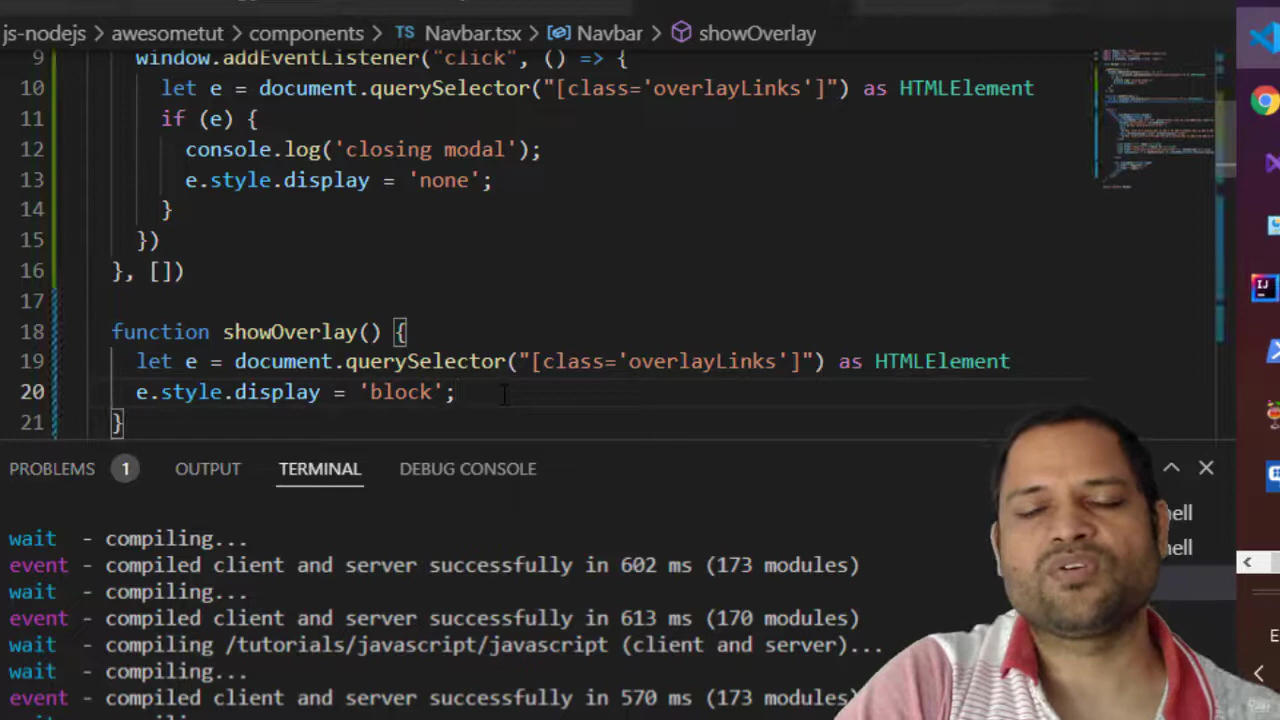 js-nodejs > awesometut > components > TS Navbar.tsx > Navbar > showOverlay
9 window.addEventListener("click", () => {
10 let e = document.querySelector("[class='overlayLinks']") as HTMLElement
11 if (e) {
12 console.log('closing modal');
13 e.style.display = 'none';
14 }
15 })
16 }, [])
17
18 function showOverlay() {
19 let e = document.querySelector("[class='overlayLinks']") as HTMLElement
20 e.style.display = 'block';
21 }
PROBLEMS 1 OUTPUT TERMINAL DEBUG CONSOLE
wait - compiling...
event - compiled client and server successfully in 602 ms (173 modules)
wait - compiling...
event - compiled client and server successfully in 613 ms (170 modules)
wait - compiling /tutorials/javascript/javascript (client and server)...
wait - compiling...
event - compiled client and server successfully in 570 ms (173 modules)
hell
hell
IJ